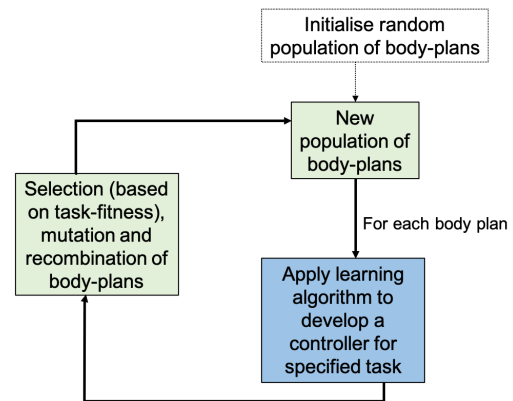 Initialise random
population of body-plans
New
population of
body-plans
For each body plan
Apply learning
algorithm to
develop a
controller for
specified task
Selection (based
on task-fitness),
mutation and
recombination of
body-plans